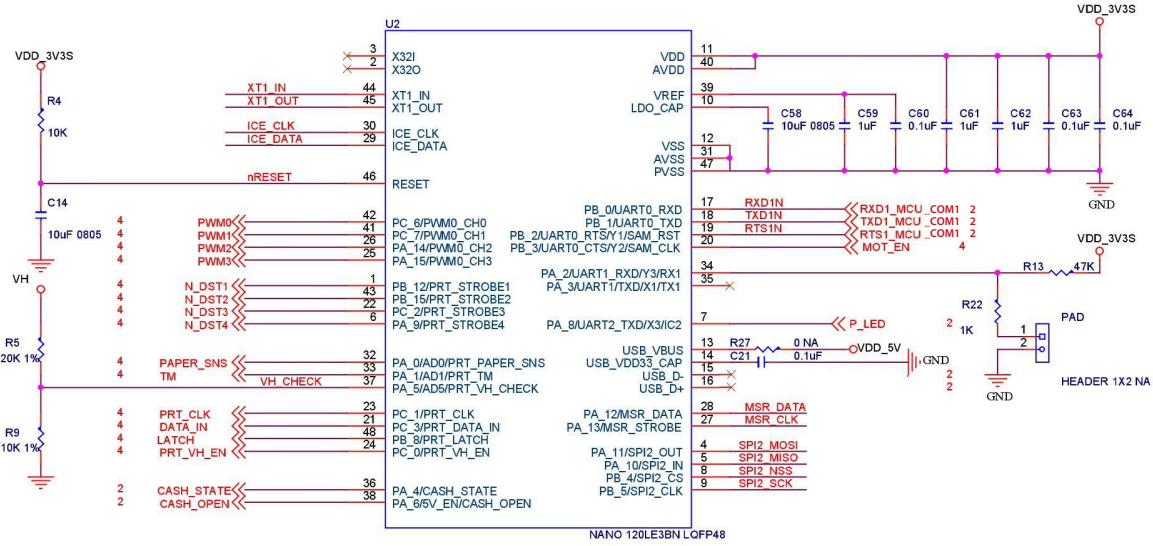 U2
VDD_3V3S
VDD_3V3S
3 X32I
2 X32O
VDD 11
AVDD 40
R4
10K
XT1_IN 44 XT1_IN
XT1_OUT 45 XT1_OUT
VREF 39
LDO_CAP 10
C58 C59 C60 C61 C62 C63 C64
10uF 0805 1uF 0.1uF 1uF 1uF 0.1uF 0.1uF
ICE_CLK 30 ICE_CLK
ICE_DATA 29 ICE_DATA
VSS 12
AVSS 31
PVSS 47
nRESET 46 RESET
GND
C14
10uF 0805
4 PWM0 42 PC_6/PWM0_CH0
4 PWM1 41 PC_7/PWM0_CH1
4 PWM2 26 PA_14/PWM0_CH2
4 PWM3 25 PA_15/PWM0_CH3
PB_0/UART0_RXD 17 RXD1N RXD1_MCU_COM1 2
PB_1/UART0_TXD 18 TXD1N TXD1_MCU_COM1 2
PB_2/UART0_RTS/Y1/SAM_RST 19 RTS1N RTS1_MCU_COM1 2
PB_3/UART0_CTS/Y2/SAM_CLK 20 MOT_EN 4
VDD_3V3S
VH
PA_2/UART1_RXD/Y3/RX1 34 R13 47K
PA_3/UART1/TXD/X1/TX1 35
4 N_DST1 1 PB_12/PRT_STROBE1
4 N_DST2 43 PB_15/PRT_STROBE2
4 N_DST3 22 PC_2/PRT_STROBE3
4 N_DST4 6 PA_9/PRT_STROBE4
R22
1K
PAD
1
2
PA_8/UART2_TXD/X3/IC2 7 P_LED 2
R5
20K 1%
USB_VBUS 13 R27 0 NA VDD_5V
USB_VDD33_CAP 14 C21 0.1uF GND
USB_D- 15 2
USB_D+ 16 2
4 PAPER_SNS 32 PA_0/AD0/PRT_PAPER_SNS
4 TM 33 PA_1/AD1/PRT_TM
VH_CHECK 37 PA_5/AD5/PRT_VH_CHECK
HEADER 1X2 NA
GND
4 PRT_CLK 23 PC_1/PRT_CLK
4 DATA_IN 21 PC_3/PRT_DATA_IN
4 LATCH 48 PB_8/PRT_LATCH
4 PRT_VH_EN 24 PC_0/PRT_VH_EN
PA_12/MSR_DATA 28 MSR_DATA
PA_13/MSR_STROBE 27 MSR_CLK
R9
10K 1%
PA_11/SPI2_OUT 4 SPI2_MOSI
PA_10/SPI2_IN 5 SPI2_MISO
PB_4/SPI2_CS 8 SPI2_NSS
PB_5/SPI2_CLK 9 SPI2_SCK
2 CASH_STATE 36 PA_4/CASH_STATE
2 CASH_OPEN 38 PA_6/5V_EN/CASH_OPEN
NANO 120LE3BN LQFP48